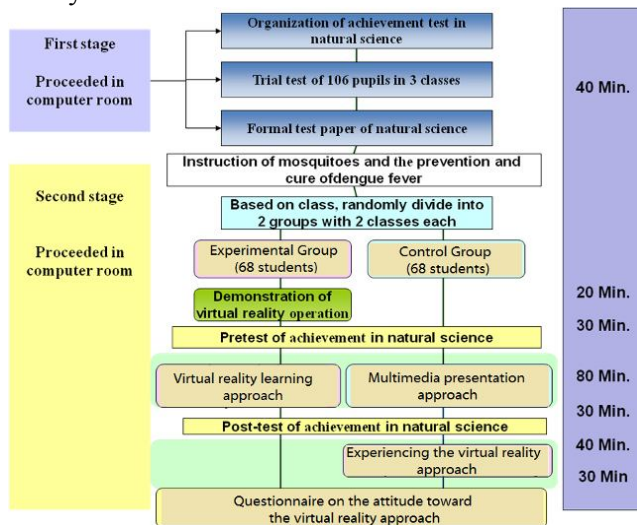 First stage
Proceeded in
computer room
Organization of achievement test in
natural science
Trial test of 106 pupils in 3 classes
Formal test paper of natural science
40 Min.
Second stage
Proceeded in
computer room
Instruction of mosquitoes and the prevention and
cure ofdengue fever
Based on class, randomly divide into
2 groups with 2 classes each
Experimental Group
(68 students)
Control Group
(68 students)
Demonstration of
virtual reality operation
20 Min.
Pretest of achievement in natural science
30 Min.
Virtual reality learning
approach
Multimedia presentation
approach
80 Min.
Post-test of achievement in natural science
30 Min.
Experiencing the virtual reality
approach
40 Min.
Questionnaire on the attitude toward
the virtual reality approach
30 Min